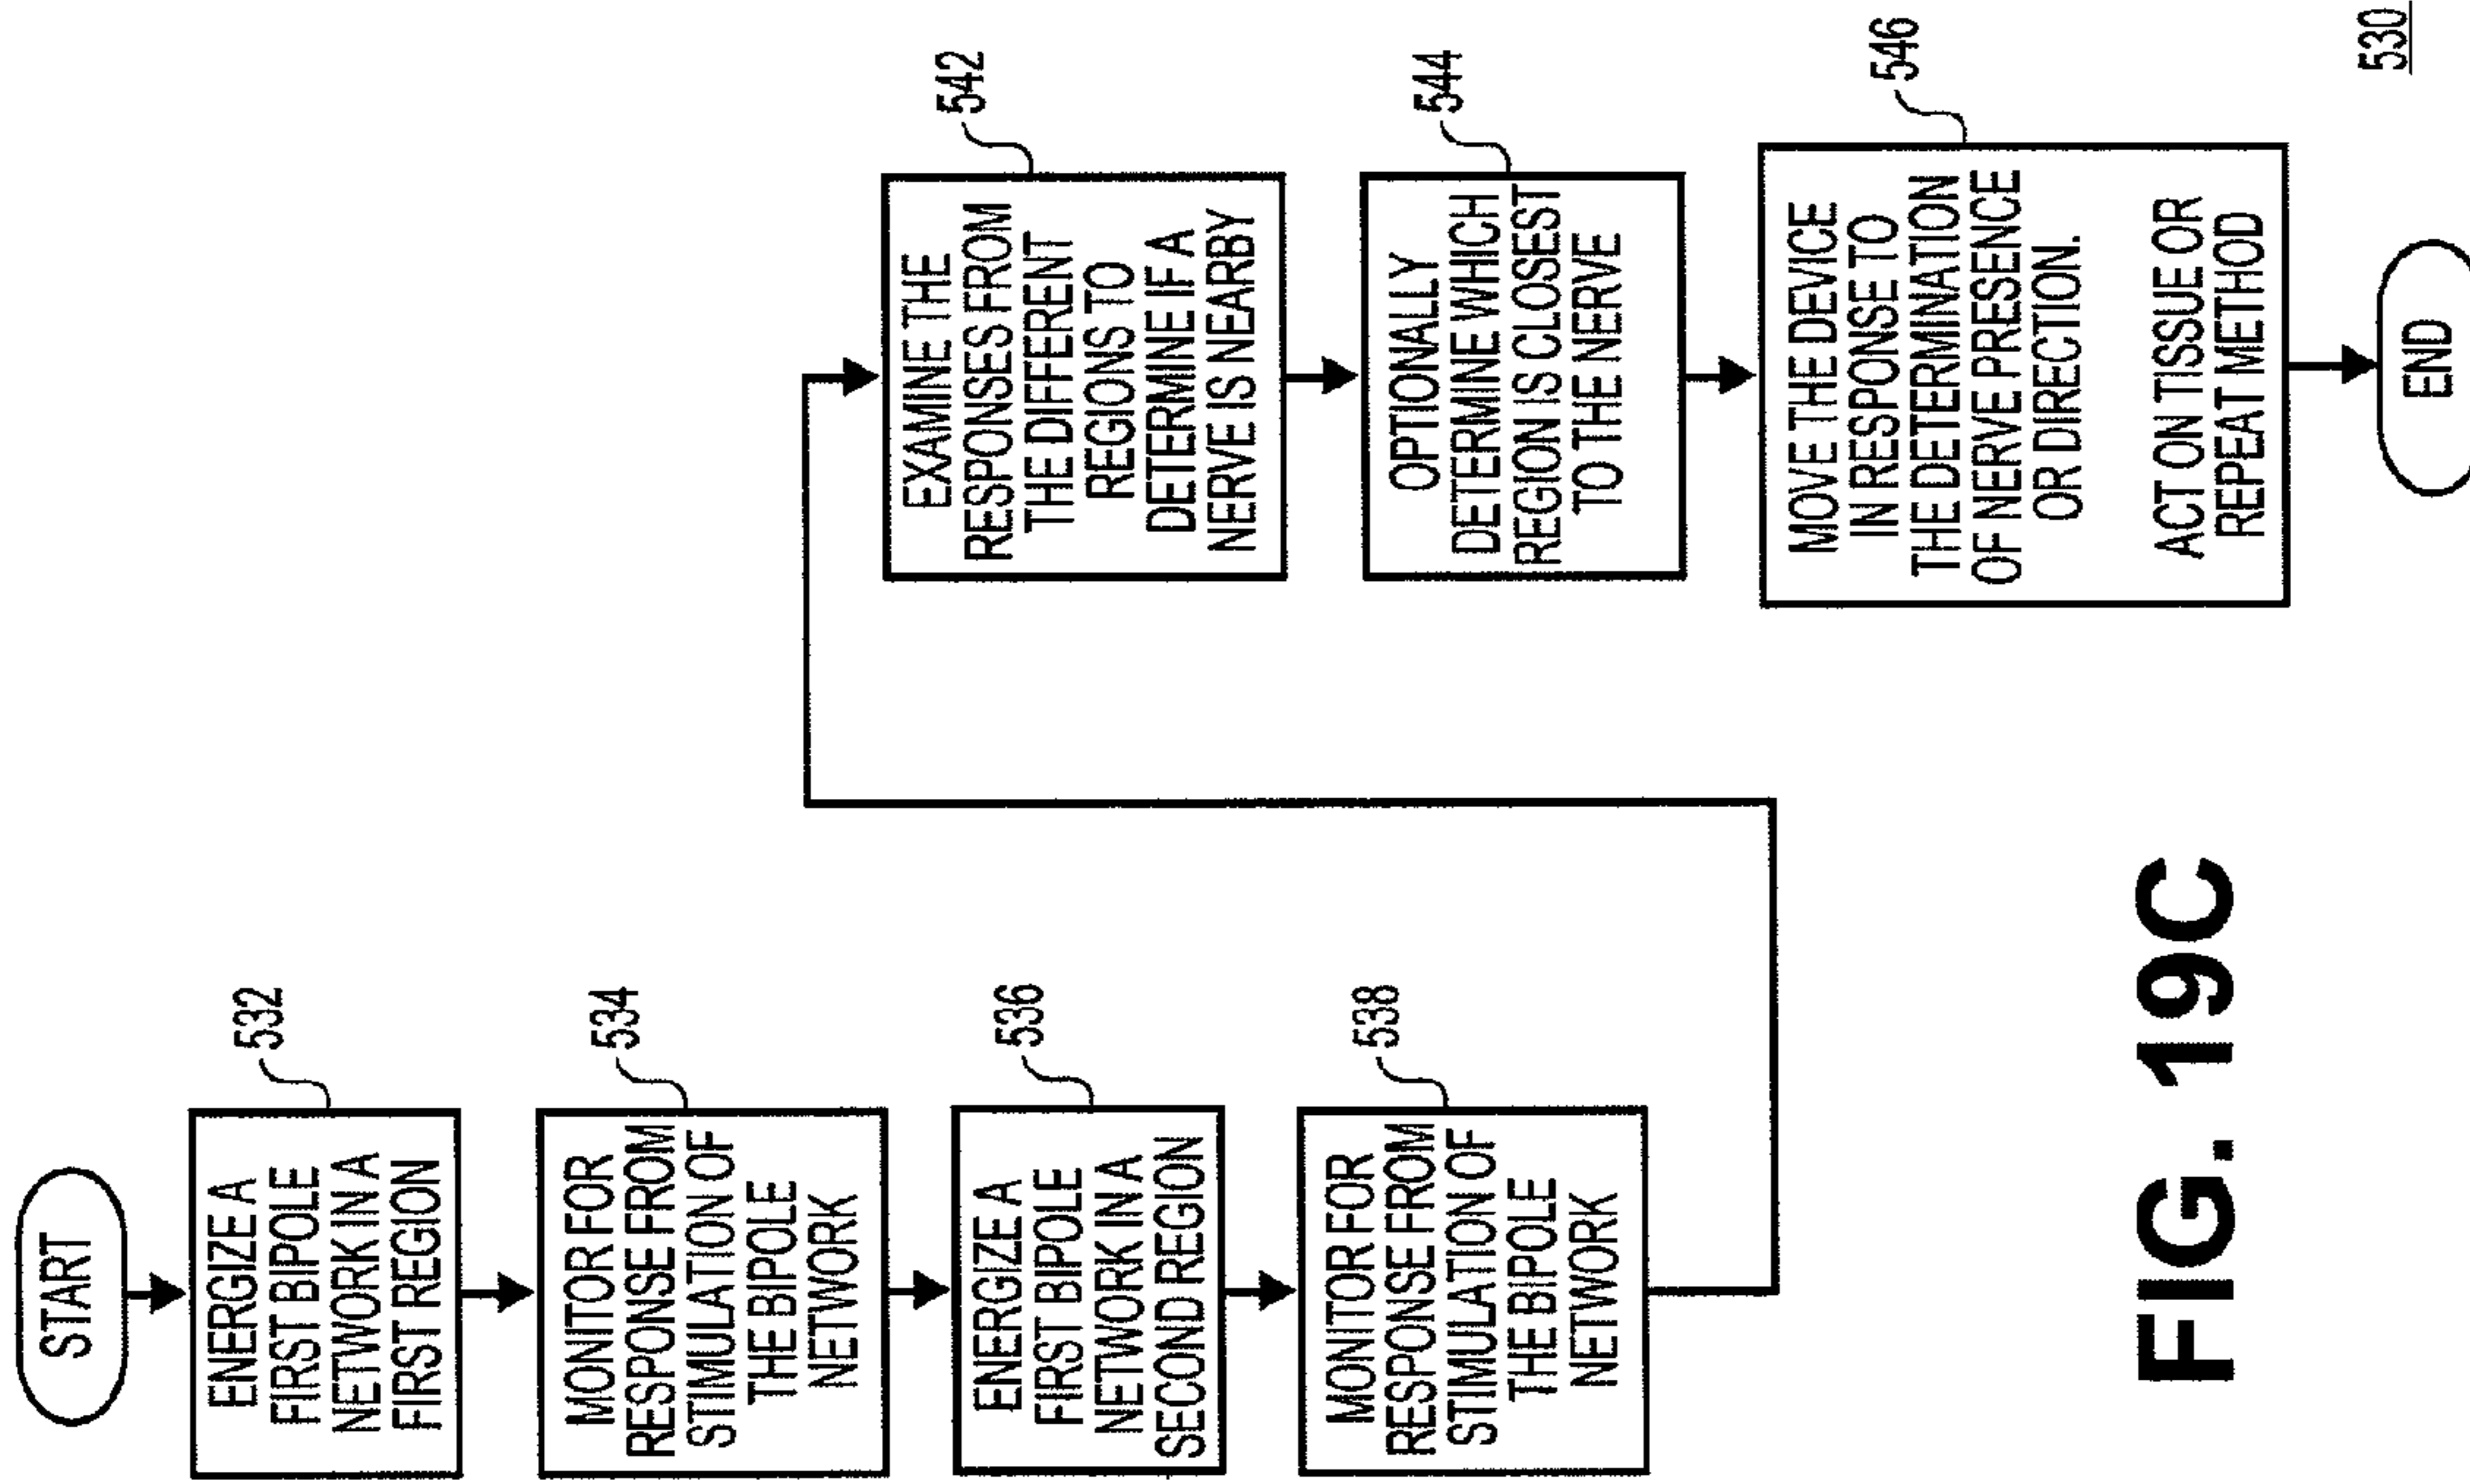 START
532
ENERGIZE A
FIRST BIPOLE
NETWORK IN A
FIRST REGION
534
MONITOR FOR
RESPONSE FROM
STIMULATION OF
THE BIPOLE
NETWORK
536
ENERGIZE A
FIRST BIPOLE
NETWORK IN A
SECOND REGION
538
MONITOR FOR
RESPONSE FROM
STIMULATION OF
THE BIPOLE
NETWORK
542
EXAMINE THE
RESPONSES FROM
THE DIFFERENT
REGIONS TO
DETERMINE IF A
NERVE IS NEARBY
544
OPTIONALLY
DETERMINE WHICH
REGION IS CLOSEST
TO THE NERVE
546
MOVE THE DEVICE
IN RESPONSE TO
THE DETERMINATION
OF NERVE PRESENCE
OR DIRECTION.
ACT ON TISSUE OR
REPEAT METHOD
END
530
FIG. 19C